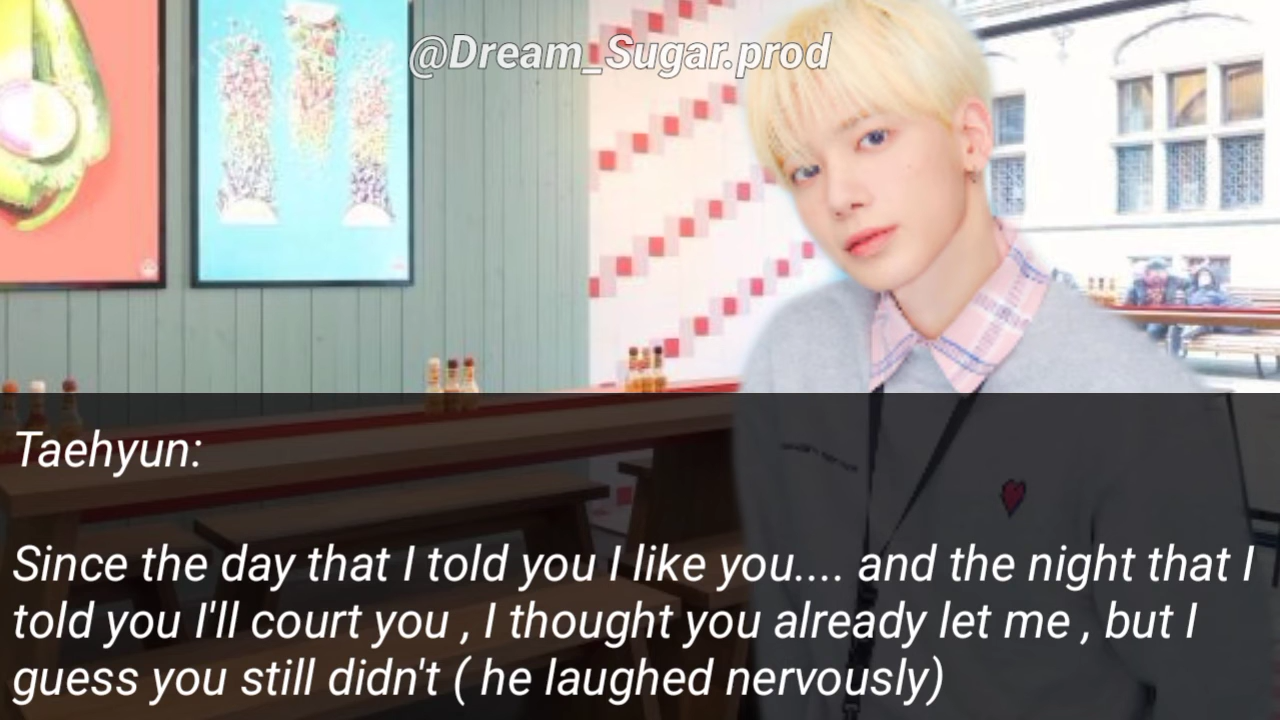 @Dream_Sugar.prod
Taehyun:
Since the day that I told you I like you.... and the night that I
told you I'll court you , I thought you already let me , but I
guess you still didn't ( he laughed nervously)